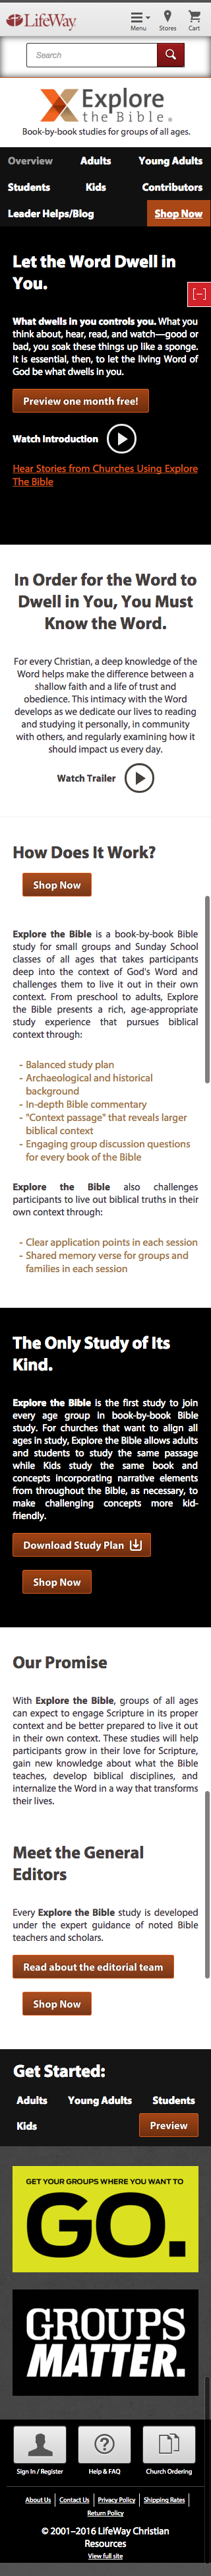 LifeWay
Menu Stores Cart
Search
Explore
the Bible®
Book-by-book studies for groups of all ages.
Overview Adults Young Adults
Students Kids Contributors
Leader Helps/Blog Shop Now
Let the Word Dwell in
You.
[...]
What dwells in you controls you. What you
think about, hear, read, and watch—good or
bad, you soak these things up like a sponge.
It is essential, then, to let the living Word of
God be what dwells in you.
Preview one month free!
Watch Introduction
Hear Stories from Churches Using Explore
The Bible
In Order for the Word to
Dwell in You, You Must
Know the Word.
For every Christian, a deep knowledge of the
Word helps make the difference between a
shallow faith and a life of trust and
obedience. This intimacy with the Word
develops as we dedicate our lives to reading
and studying it personally, in community
with others, and regularly examining how it
should impact us every day.
Watch Trailer
How Does It Work?
Shop Now
Explore the Bible is a book-by-book Bible
study for small groups and Sunday School
classes of all ages that takes participants
deep into the context of God's Word and
challenges them to live it out in their own
context. From preschool to adults, Explore
the Bible presents a rich, age-appropriate
study experience that pursues biblical
context through:
- Balanced study plan
- Archaeological and historical
background
- In-depth Bible commentary
- "Context passage" that reveals larger
biblical context
- Engaging group discussion questions
for every book of the Bible
Explore the Bible also challenges
participants to live out biblical truths in their
own context through:
- Clear application points in each session
- Shared memory verse for groups and
families in each session
The Only Study of Its
Kind.
Explore the Bible is the first study to join
every age group in book-by-book Bible
study. For churches that want to align all
ages in study, Explore the Bible allows adults
and students to study the same passage
while Kids study the same book and
concepts incorporating narrative elements
from throughout the Bible, as necessary, to
make challenging concepts more kid-
friendly.
Download Study Plan
Shop Now
Our Promise
With Explore the Bible, groups of all ages
can expect to engage Scripture in its proper
context and be better prepared to live it out
in their own context. These studies will help
participants grow in their love for Scripture,
gain new knowledge about what the Bible
teaches, develop biblical disciplines, and
internalize the Word in a way that transforms
their lives.
Meet the General
Editors
Every Explore the Bible study is developed
under the expert guidance of noted Bible
teachers and scholars.
Read about the editorial team
Shop Now
Get Started:
Adults Young Adults Students
Kids Preview
GET YOUR GROUPS WHERE YOU WANT TO
GO.
GROUPS
MATTER.
Sign In / Register Help & FAQ Church Ordering
About Us Contact Us Privacy Policy Shipping Rates
Return Policy
© 2001–2016 LifeWay Christian
Resources
View full site